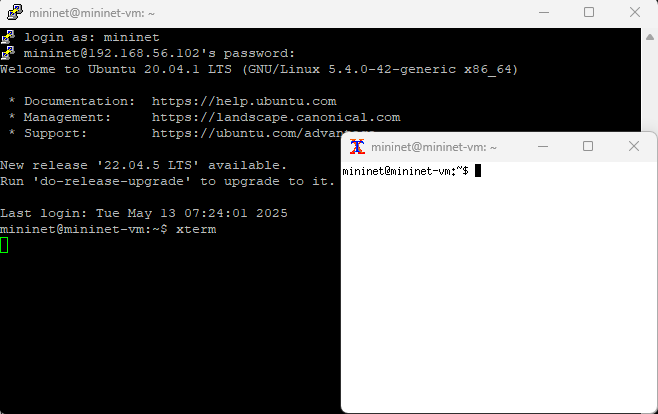 mininet@mininet-vm: ~
login as: mininet
mininet@192.168.56.102's password:
Welcome to Ubuntu 20.04.1 LTS (GNU/Linux 5.4.0-42-generic x86_64)
* Documentation:  https://help.ubuntu.com
* Management:     https://landscape.canonical.com
* Support:        https://ubuntu.com/advantage
New release '22.04.5 LTS' available.
Run 'do-release-upgrade' to upgrade to it.
Last login: Tue May 13 07:24:01 2025
mininet@mininet-vm:~$ xterm
mininet@mininet-vm: ~
mininet@mininet-vm:~$